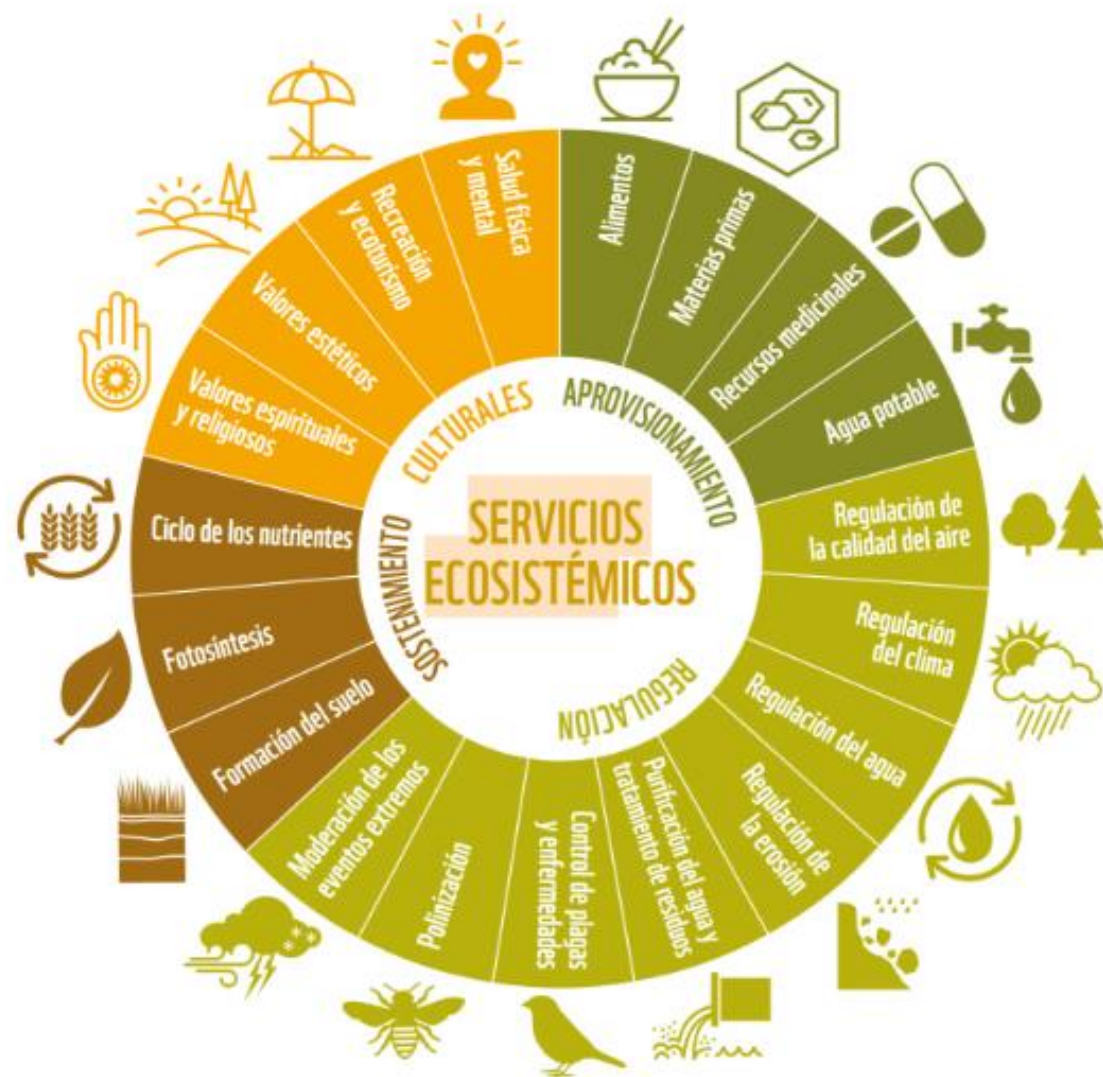 SERVICIOS
ECOSISTÉMICOS
APROVISIONAMIENTO
Alimentos
Materias primas
Recursos medicinales
Agua potable
REGULACIÓN
Regulación de
la calidad del aire
Regulación
del clima
Regulación del agua
Regulación de
la erosión
Purificación del agua y
tratamiento de residuos
Control de plagas
y enfermedades
Polinización
Moderación de los
eventos extremos
SOSTENIMIENTO
Formación del suelo
Fotosíntesis
Ciclo de los nutrientes
CULTURALES
Valores espirituales
y religiosos
Valores estéticos
Recreación
y ecoturismo
Salud física
y mental